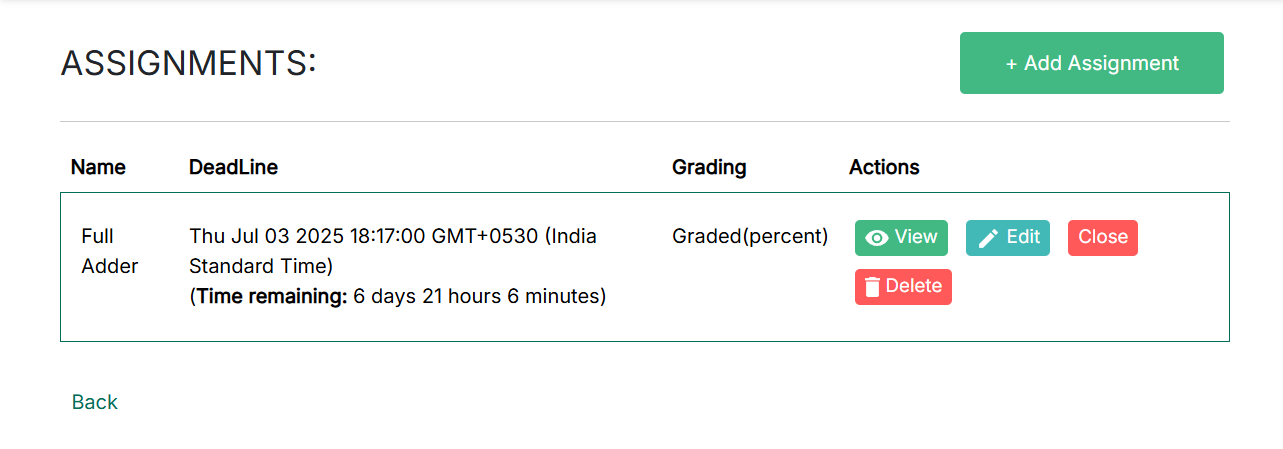 ASSIGNMENTS:
+ Add Assignment
Name DeadLine Grading Actions
Full Adder
Thu Jul 03 2025 18:17:00 GMT+0530 (India
Standard Time)
(Time remaining: 6 days 21 hours 6 minutes)
Graded(percent)
View Edit Close
Delete
Back